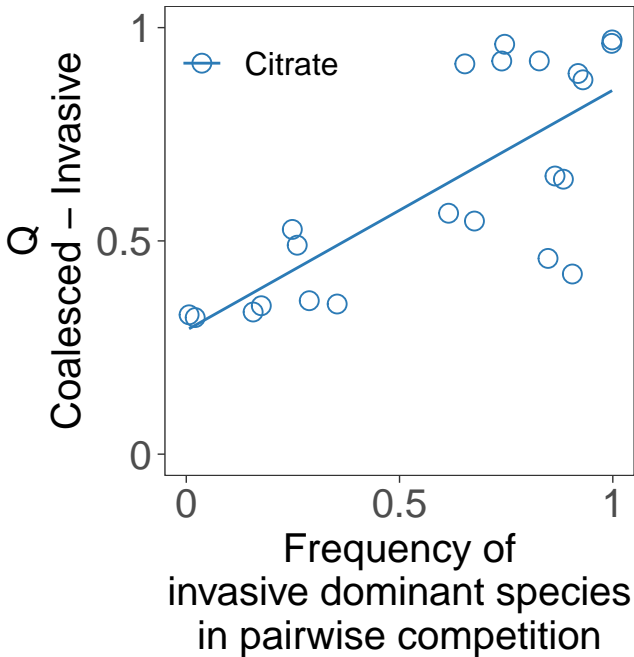 Q
Coalesced – Invasive
1
0.5
0
Citrate
0
0.5
1
Frequency of
invasive dominant species
in pairwise competition